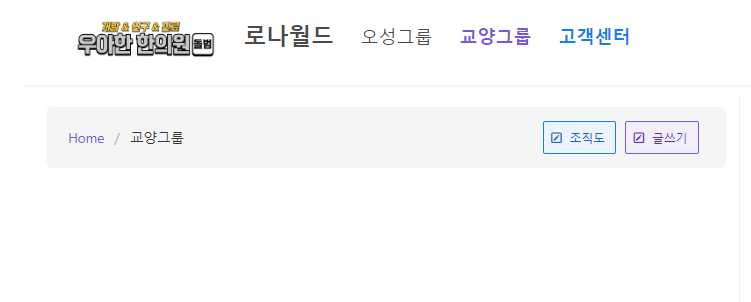 개발 & 연구 & 진료
우아한 한의원 돌범
로나월드 오성그룹 교양그룹 고객센터
Home / 교양그룹 조직도 글쓰기